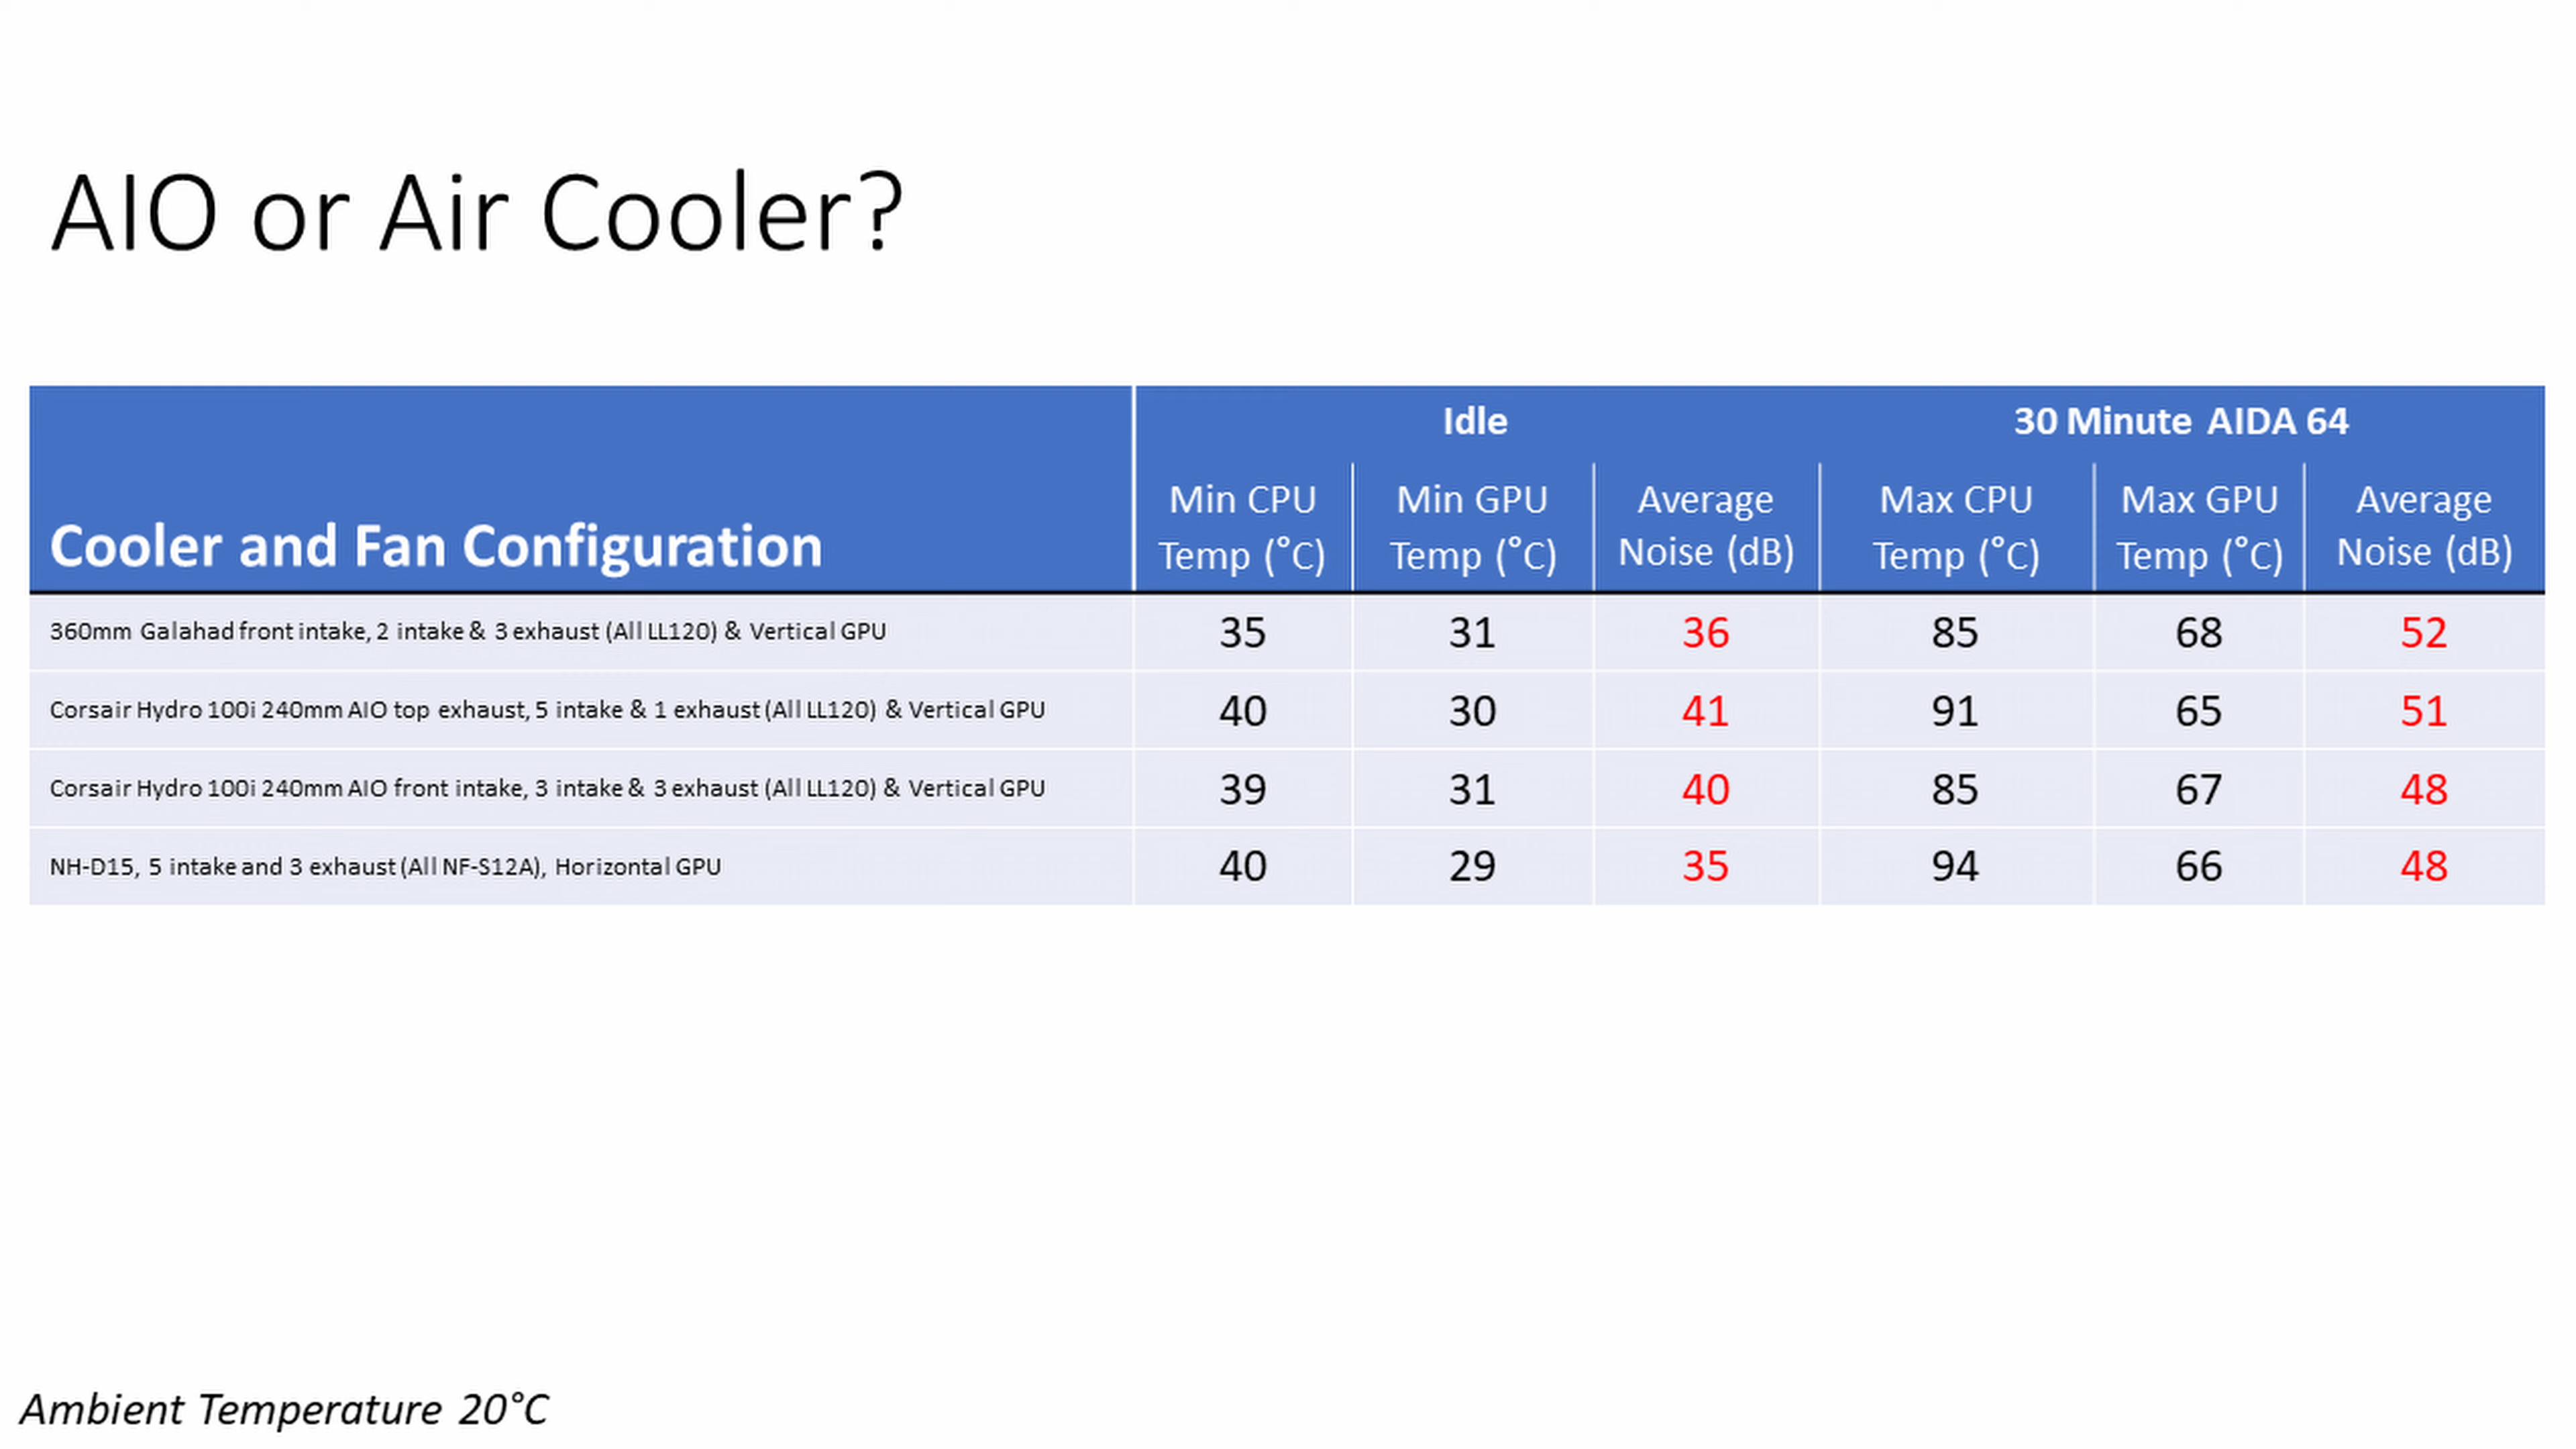 AIO or Air Cooler?
Idle
30 Minute AIDA 64
Cooler and Fan Configuration
Min CPU Temp (°C)
Min GPU Temp (°C)
Average Noise (dB)
Max CPU Temp (°C)
Max GPU Temp (°C)
Average Noise (dB)
360mm Galahad front intake, 2 intake & 3 exhaust (All LL120) & Vertical GPU 35 31 36 85 68 52
Corsair Hydro 100i 240mm AIO top exhaust, 5 intake & 1 exhaust (All LL120) & Vertical GPU 40 30 41 91 65 51
Corsair Hydro 100i 240mm AIO front intake, 3 intake & 3 exhaust (All LL120) & Vertical GPU 39 31 40 85 67 48
NH-D15, 5 intake and 3 exhaust (All NF-S12A), Horizontal GPU 40 29 35 94 66 48
Ambient Temperature 20°C